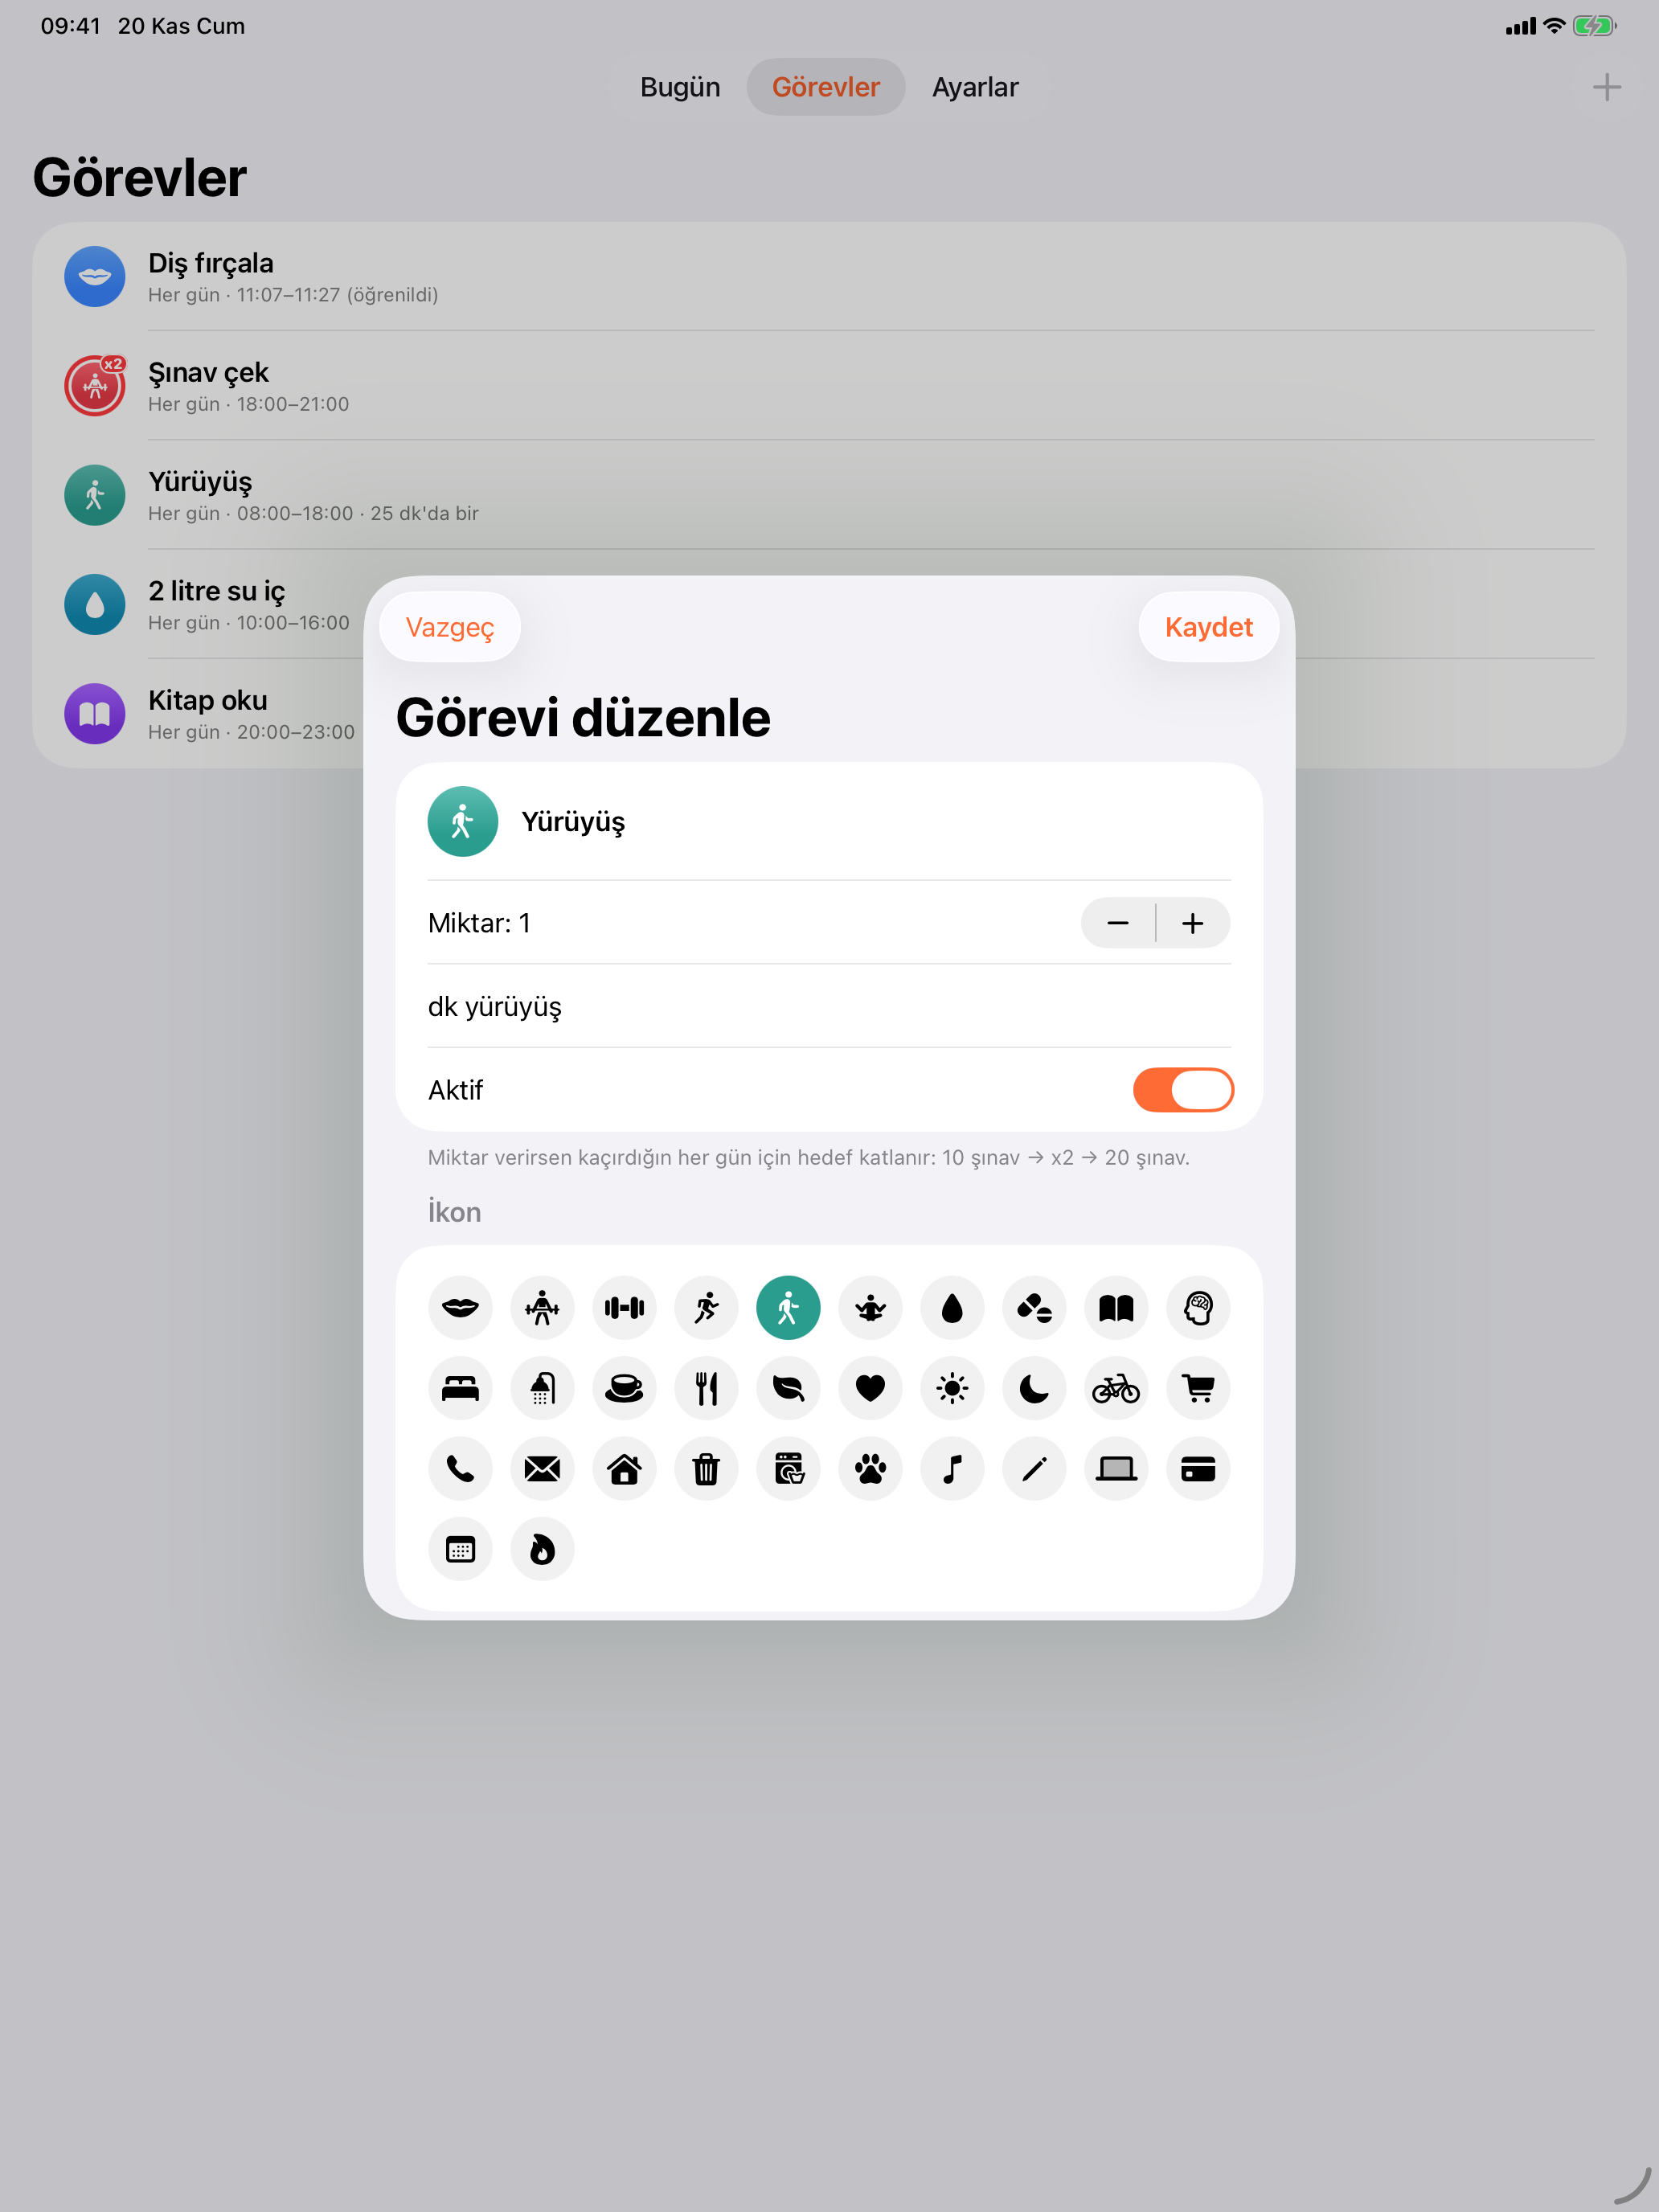 09:41 20 Kas Cum
Bugün Görevler Ayarlar
Görevler
Diş fırçala
Her gün · 11:07–11:27 (öğrenildi)
x2
Şınav çek
Her gün · 18:00–21:00
Yürüyüş
Her gün · 08:00–18:00 · 25 dk'da bir
2 litre su iç
Her gün · 10:00–16:00
Kitap oku
Her gün · 20:00–23:00
Vazgeç Kaydet
Görevi düzenle
Yürüyüş
Miktar: 1
dk yürüyüş
Aktif
Miktar verirsen kaçırdığın her gün için hedef katlanır: 10 şınav → x2 → 20 şınav.
İkon